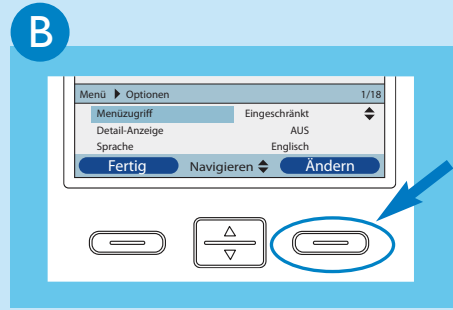 B
Menü Optionen 1/18
Menüzugriff Eingeschränkt
Detail-Anzeige AUS
Sprache Englisch
Fertig Navigieren Ändern